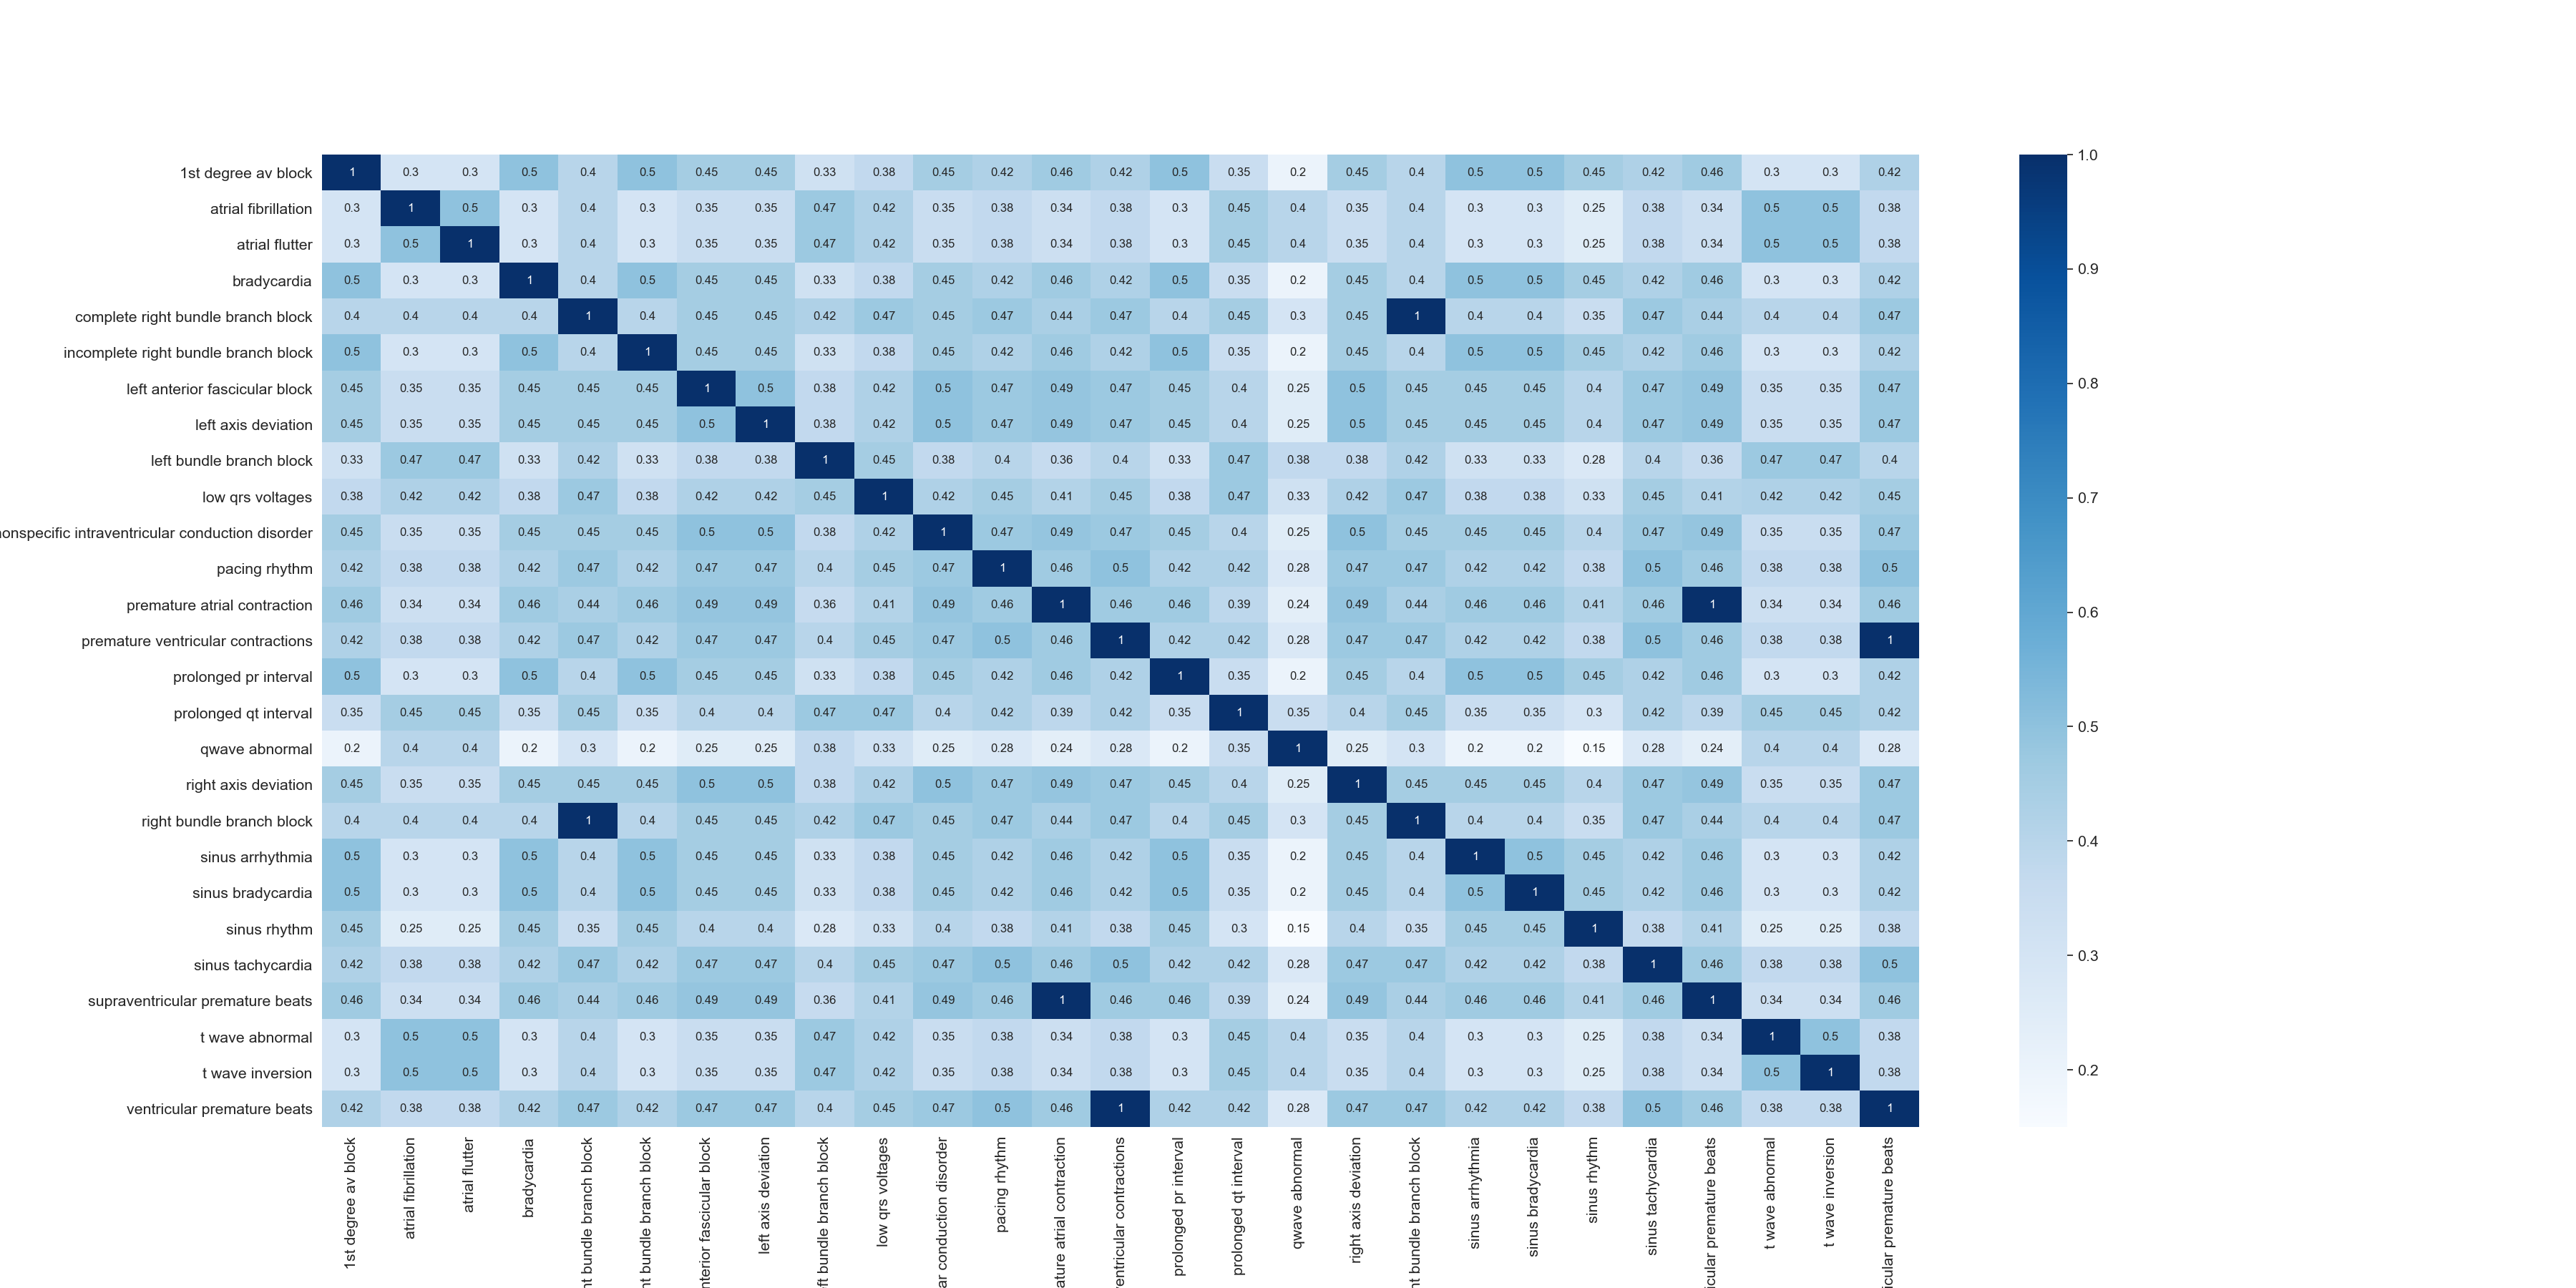 1st degree av block 1 0.3 0.3 0.5 0.4 0.5 0.45 0.45 0.33 0.38 0.45 0.42 0.46 0.42 0.5 0.35 0.2 0.45 0.4 0.5 0.5 0.45 0.42 0.46 0.3 0.3 0.42
atrial fibrillation 0.3 1 0.5 0.3 0.4 0.3 0.35 0.35 0.47 0.42 0.35 0.38 0.34 0.38 0.3 0.45 0.4 0.35 0.4 0.3 0.3 0.25 0.38 0.34 0.5 0.5 0.38
atrial flutter 0.3 0.5 1 0.3 0.4 0.3 0.35 0.35 0.47 0.42 0.35 0.38 0.34 0.38 0.3 0.45 0.4 0.35 0.4 0.3 0.3 0.25 0.38 0.34 0.5 0.5 0.38
bradycardia 0.5 0.3 0.3 1 0.4 0.5 0.45 0.45 0.33 0.38 0.45 0.42 0.46 0.42 0.5 0.35 0.2 0.45 0.4 0.5 0.5 0.45 0.42 0.46 0.3 0.3 0.42
complete right bundle branch block 0.4 0.4 0.4 0.4 1 0.4 0.45 0.45 0.42 0.47 0.45 0.47 0.44 0.47 0.4 0.45 0.3 0.45 1 0.4 0.4 0.35 0.47 0.44 0.4 0.4 0.47
incomplete right bundle branch block 0.5 0.3 0.3 0.5 0.4 1 0.45 0.45 0.33 0.38 0.45 0.42 0.46 0.42 0.5 0.35 0.2 0.45 0.4 0.5 0.5 0.45 0.42 0.46 0.3 0.3 0.42
left anterior fascicular block 0.45 0.35 0.35 0.45 0.45 0.45 1 0.5 0.38 0.42 0.5 0.47 0.49 0.47 0.45 0.4 0.25 0.5 0.45 0.45 0.45 0.4 0.47 0.49 0.35 0.35 0.47
left axis deviation 0.45 0.35 0.35 0.45 0.45 0.45 0.5 1 0.38 0.42 0.5 0.47 0.49 0.47 0.45 0.4 0.25 0.5 0.45 0.45 0.45 0.4 0.47 0.49 0.35 0.35 0.47
left bundle branch block 0.33 0.47 0.47 0.33 0.42 0.33 0.38 0.38 1 0.45 0.38 0.4 0.36 0.4 0.33 0.47 0.38 0.38 0.42 0.33 0.33 0.28 0.4 0.36 0.47 0.47 0.4
low qrs voltages 0.38 0.42 0.42 0.38 0.47 0.38 0.42 0.42 0.45 1 0.42 0.45 0.41 0.45 0.38 0.47 0.33 0.42 0.47 0.38 0.38 0.33 0.45 0.41 0.42 0.42 0.45
intraventricular conduction disorder 0.45 0.35 0.35 0.45 0.45 0.45 0.5 0.5 0.38 0.42 1 0.47 0.49 0.47 0.45 0.4 0.25 0.5 0.45 0.45 0.45 0.4 0.47 0.49 0.35 0.35 0.47
pacing rhythm 0.42 0.38 0.38 0.42 0.47 0.42 0.47 0.47 0.4 0.45 0.47 1 0.46 0.5 0.42 0.42 0.28 0.47 0.47 0.42 0.42 0.38 0.5 0.46 0.38 0.38 0.5
premature atrial contraction 0.46 0.34 0.34 0.46 0.44 0.46 0.49 0.49 0.36 0.41 0.49 0.46 1 0.46 0.46 0.39 0.24 0.49 0.44 0.46 0.46 0.41 0.46 1 0.34 0.34 0.46
premature ventricular contractions 0.42 0.38 0.38 0.42 0.47 0.42 0.47 0.47 0.4 0.45 0.47 0.5 0.46 1 0.42 0.42 0.28 0.47 0.47 0.42 0.42 0.38 0.5 0.46 0.38 0.38 1
prolonged pr interval 0.5 0.3 0.3 0.5 0.4 0.5 0.45 0.45 0.33 0.38 0.45 0.42 0.46 0.42 1 0.35 0.2 0.45 0.4 0.5 0.5 0.45 0.42 0.46 0.3 0.3 0.42
prolonged qt interval 0.35 0.45 0.45 0.35 0.45 0.35 0.4 0.4 0.47 0.47 0.4 0.42 0.39 0.42 0.35 1 0.35 0.4 0.45 0.35 0.35 0.3 0.42 0.39 0.45 0.45 0.42
qwave abnormal 0.2 0.4 0.4 0.2 0.3 0.2 0.25 0.25 0.38 0.33 0.25 0.28 0.24 0.28 0.2 0.35 1 0.25 0.3 0.2 0.2 0.15 0.28 0.24 0.4 0.4 0.28
right axis deviation 0.45 0.35 0.35 0.45 0.45 0.45 0.5 0.5 0.38 0.42 0.5 0.47 0.49 0.47 0.45 0.4 0.25 1 0.45 0.45 0.45 0.4 0.47 0.49 0.35 0.35 0.47
right bundle branch block 0.4 0.4 0.4 0.4 1 0.4 0.45 0.45 0.42 0.47 0.45 0.47 0.44 0.47 0.4 0.45 0.3 0.45 1 0.4 0.4 0.35 0.47 0.44 0.4 0.4 0.47
sinus arrhythmia 0.5 0.3 0.3 0.5 0.4 0.5 0.45 0.45 0.33 0.38 0.45 0.42 0.46 0.42 0.5 0.35 0.2 0.45 0.4 1 0.5 0.45 0.42 0.46 0.3 0.3 0.42
sinus bradycardia 0.5 0.3 0.3 0.5 0.4 0.5 0.45 0.45 0.33 0.38 0.45 0.42 0.46 0.42 0.5 0.35 0.2 0.45 0.4 0.5 1 0.45 0.42 0.46 0.3 0.3 0.42
sinus rhythm 0.45 0.25 0.25 0.45 0.35 0.45 0.4 0.4 0.28 0.33 0.4 0.38 0.41 0.38 0.45 0.3 0.15 0.4 0.35 0.45 0.45 1 0.38 0.41 0.25 0.25 0.38
sinus tachycardia 0.42 0.38 0.38 0.42 0.47 0.42 0.47 0.47 0.4 0.45 0.47 0.5 0.46 0.5 0.42 0.42 0.28 0.47 0.47 0.42 0.42 0.38 1 0.46 0.38 0.38 0.5
supraventricular premature beats 0.46 0.34 0.34 0.46 0.44 0.46 0.49 0.49 0.36 0.41 0.49 0.46 1 0.46 0.46 0.39 0.24 0.49 0.44 0.46 0.46 0.41 0.46 1 0.34 0.34 0.46
t wave abnormal 0.3 0.5 0.5 0.3 0.4 0.3 0.35 0.35 0.47 0.42 0.35 0.38 0.34 0.38 0.3 0.45 0.4 0.35 0.4 0.3 0.3 0.25 0.38 0.34 1 0.5 0.38
t wave inversion 0.3 0.5 0.5 0.3 0.4 0.3 0.35 0.35 0.47 0.42 0.35 0.38 0.34 0.38 0.3 0.45 0.4 0.35 0.4 0.3 0.3 0.25 0.38 0.34 0.5 1 0.38
ventricular premature beats 0.42 0.38 0.38 0.42 0.47 0.42 0.47 0.47 0.4 0.45 0.47 0.5 0.46 1 0.42 0.42 0.28 0.47 0.47 0.42 0.42 0.38 0.5 0.46 0.38 0.38 1
1st degree av block
atrial fibrillation
atrial flutter
bradycardia
bundle branch block
bundle branch block
fascicular block
left axis deviation
bundle branch block
low qrs voltages
conduction disorder
pacing rhythm
atrial contraction
contractions
prolonged pr interval
prolonged qt interval
qwave abnormal
right axis deviation
bundle branch block
sinus arrhythmia
sinus bradycardia
sinus rhythm
sinus tachycardia
premature beats
t wave abnormal
t wave inversion
premature beats
1.0
0.9
0.8
0.7
0.6
0.5
0.4
0.3
0.2